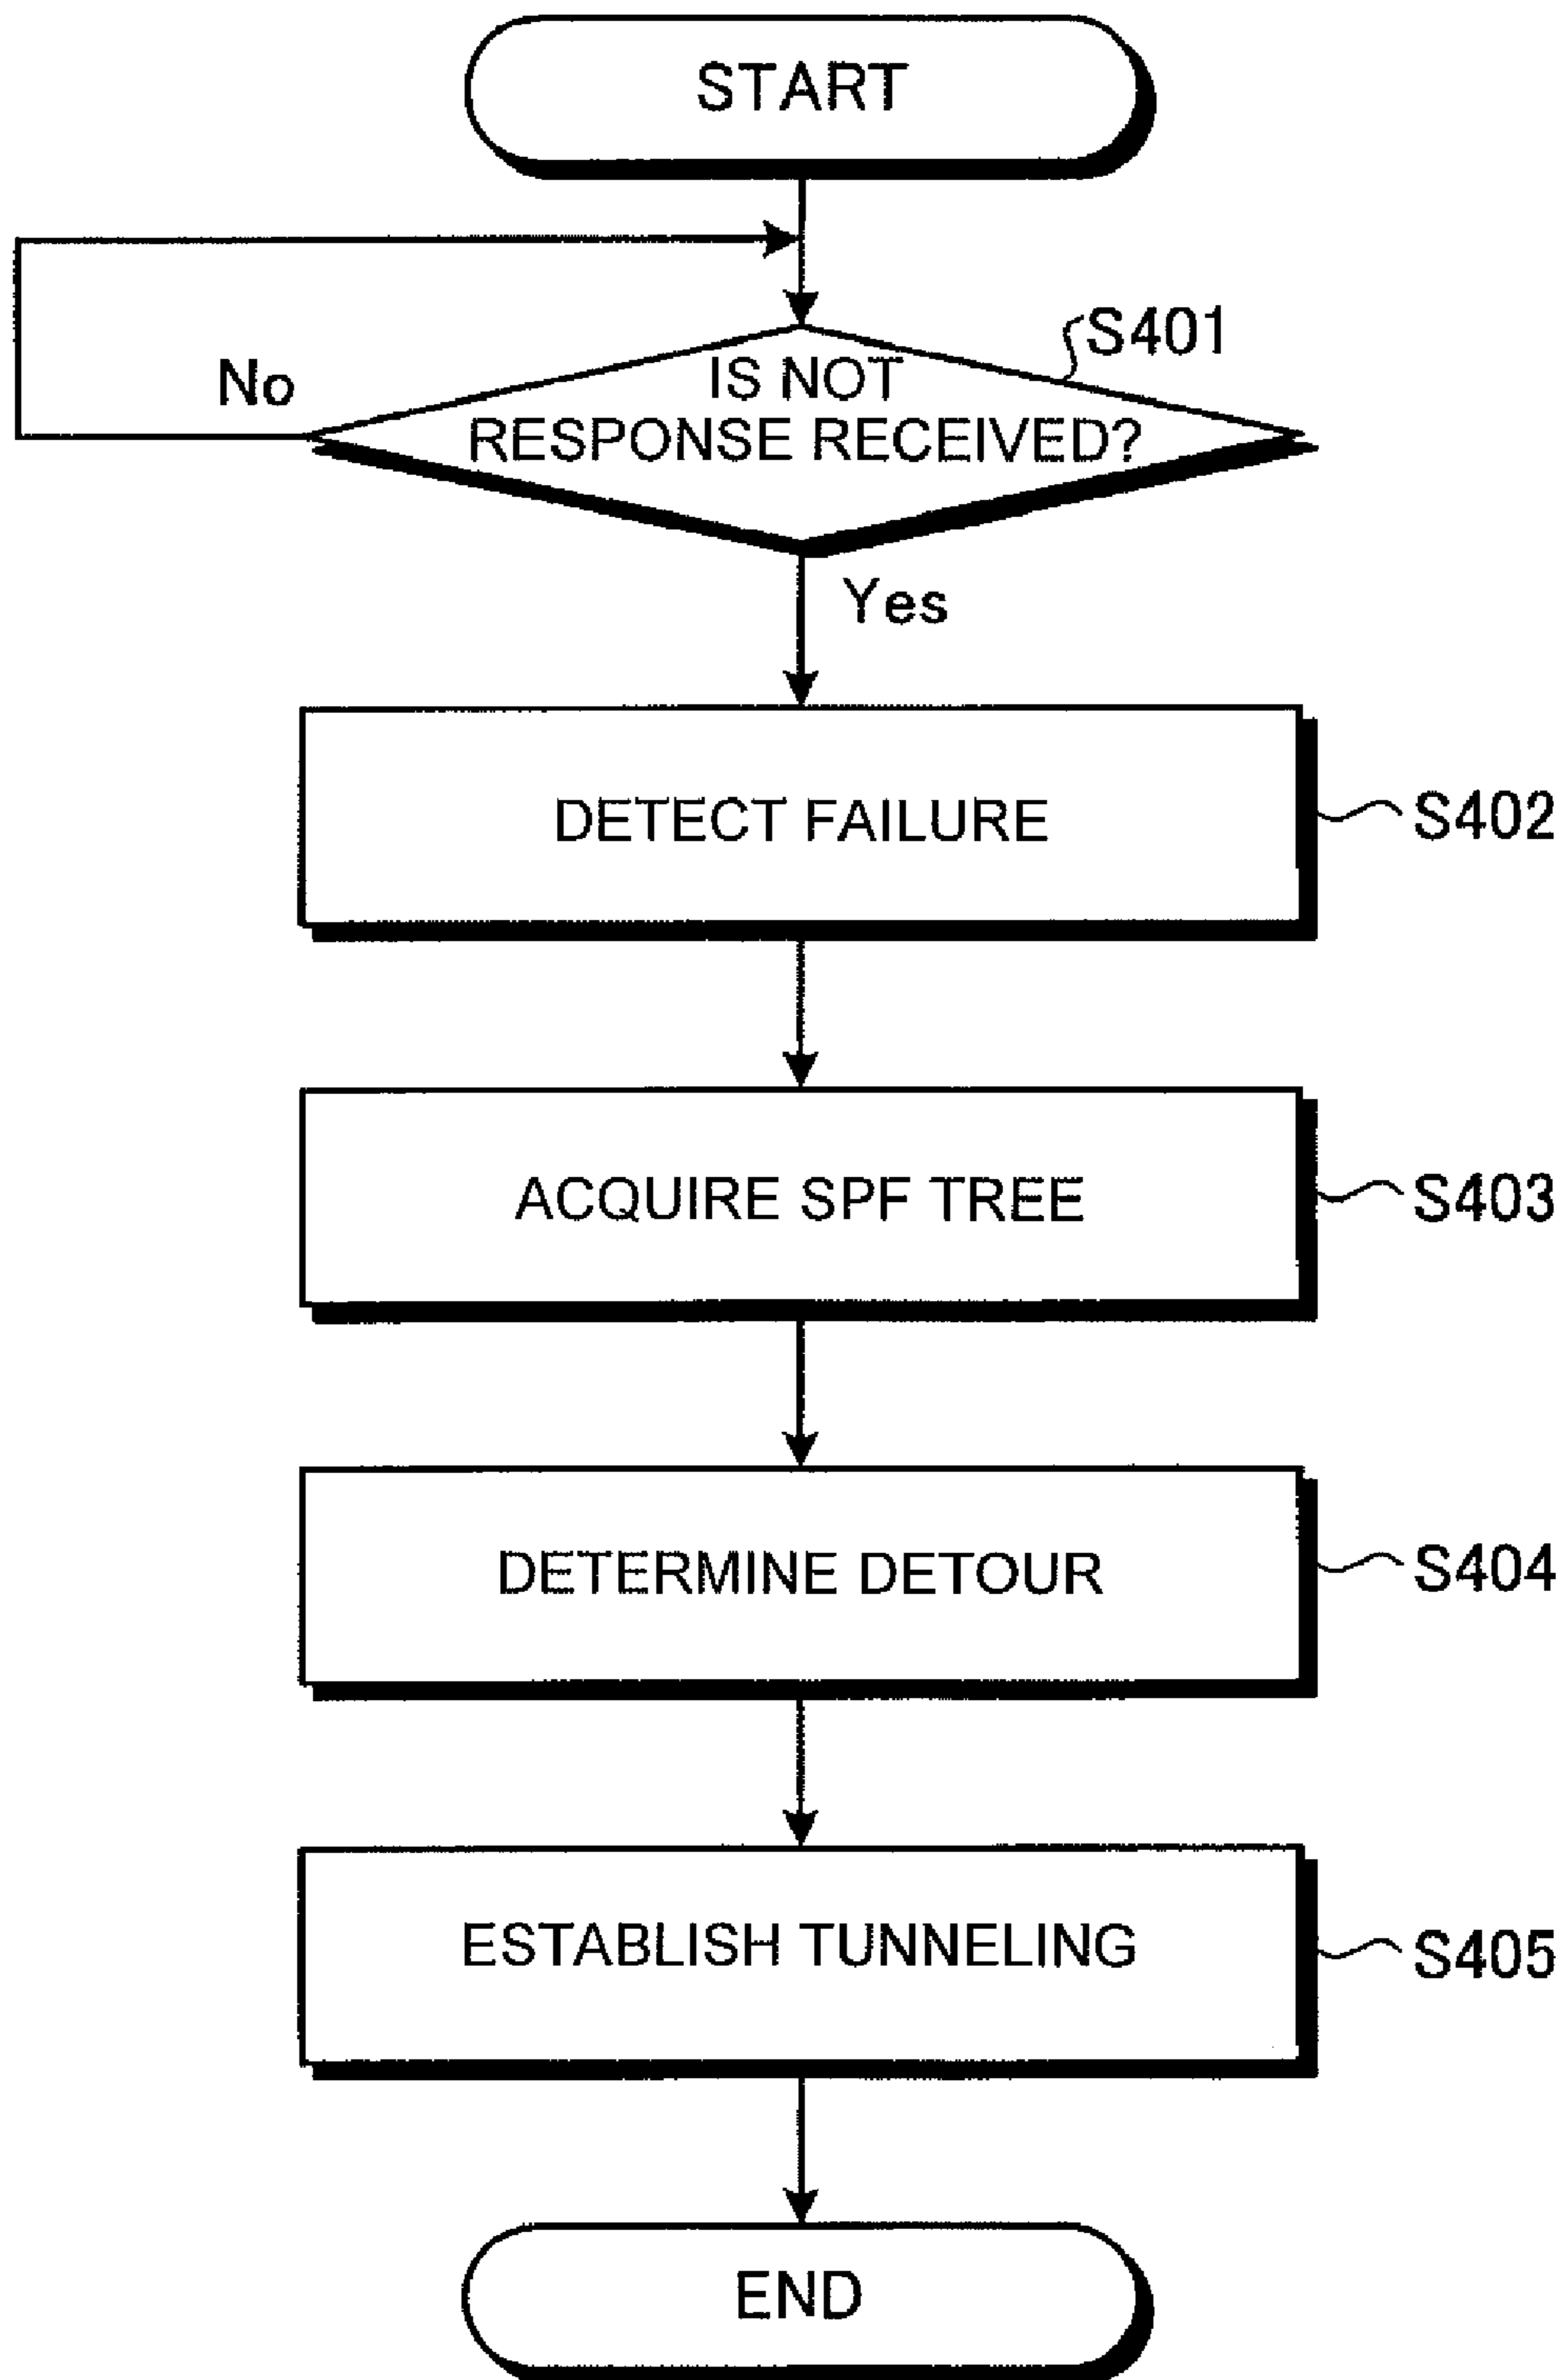 START
S401
No
IS NOT
RESPONSE RECEIVED?
Yes
DETECT FAILURE
S402
ACQUIRE SPF TREE
S403
DETERMINE DETOUR
S404
ESTABLISH TUNNELING
S405
END